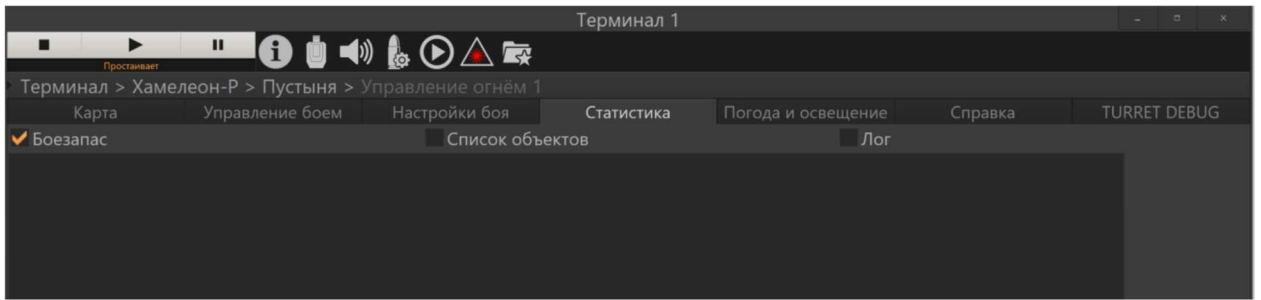 Терминал 1
Простаивает
Терминал > Хамелеон-Р > Пустыня > Управление огнём 1
Карта Управление боем Настройки боя Статистика Погода и освещение Справка TURRET DEBUG
Боезапас Список объектов Лог